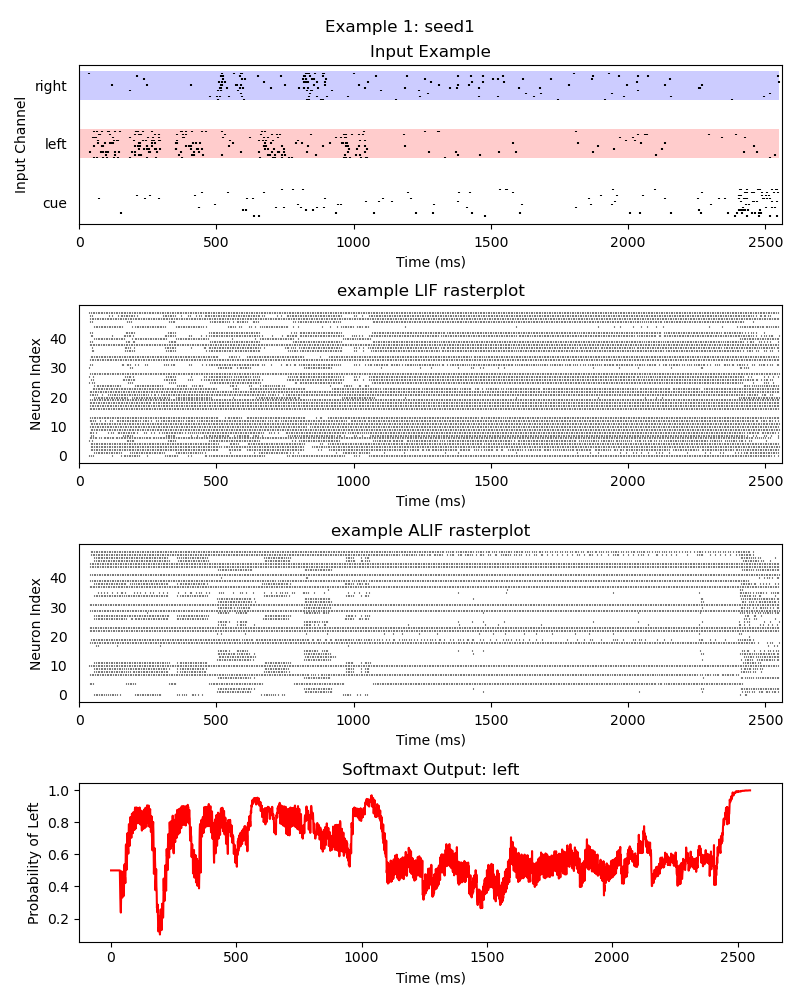 Example 1: seed1
Input Example
Input Channel
right
left
cue
0 500 1000 1500 2000 2500
Time (ms)
example LIF rasterplot
Neuron Index
40
30
20
10
0
0 500 1000 1500 2000 2500
Time (ms)
example ALIF rasterplot
Neuron Index
40
30
20
10
0
0 500 1000 1500 2000 2500
Time (ms)
Softmaxt Output: left
Probability of Left
1.0
0.8
0.6
0.4
0.2
0 500 1000 1500 2000 2500
Time (ms)